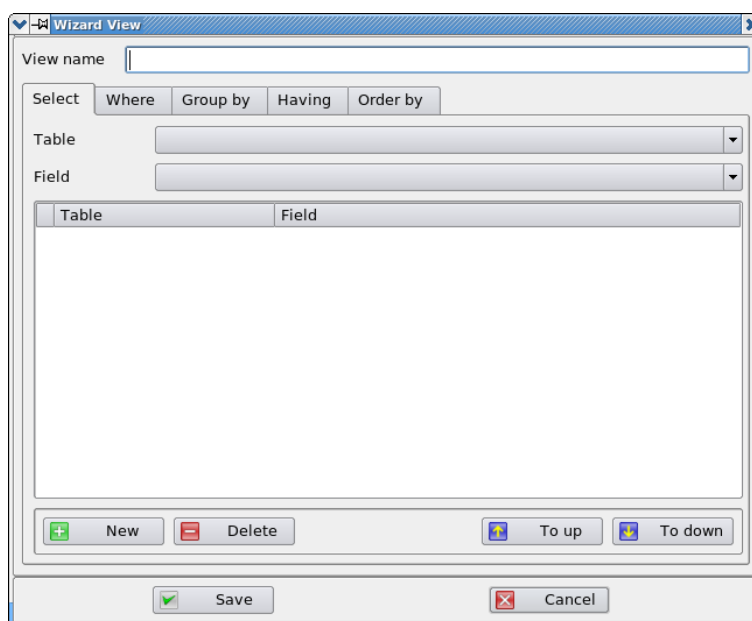 Wizard View
View name
Select Where Group by Having Order by
Table
Field
Table Field
New Delete To up To down
Save Cancel